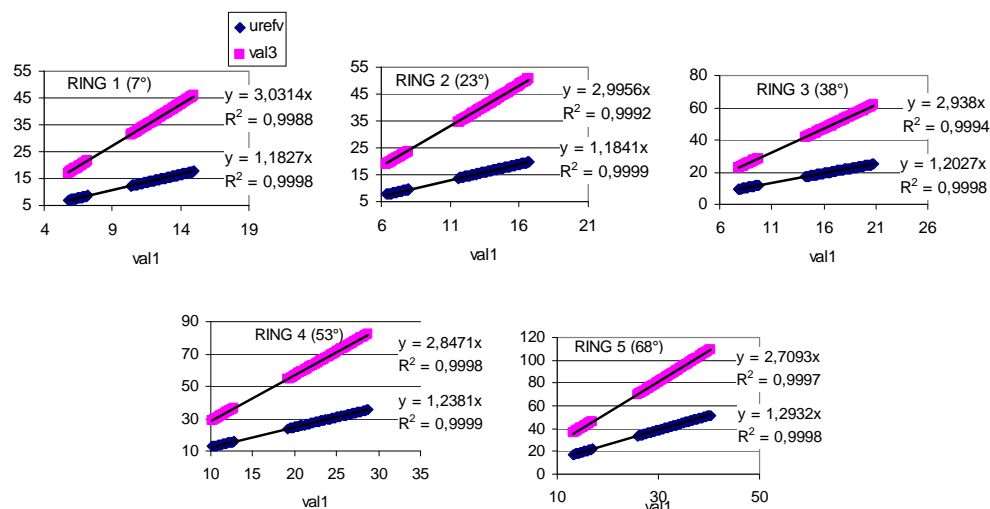 urefv
val3
RING 1 (7°)
55
45
35
25
15
5
4 9 14 19
val1
y = 3,0314x
R² = 0,9988
y = 1,1827x
R² = 0,9998
RING 2 (23°)
55
45
35
25
15
5
6 11 16 21
val1
y = 2,9956x
R² = 0,9992
y = 1,1841x
R² = 0,9999
RING 3 (38°)
80
60
40
20
0
6 11 16 21 26
val1
y = 2,938x
R² = 0,9994
y = 1,2027x
R² = 0,9998
RING 4 (53°)
90
70
50
30
10
10 15 20 25 30 35
val1
y = 2,8471x
R² = 0,9998
y = 1,2381x
R² = 0,9999
RING 5 (68°)
120
100
80
60
40
20
0
10 30 50
val1
y = 2,7093x
R² = 0,9997
y = 1,2932x
R² = 0,9998